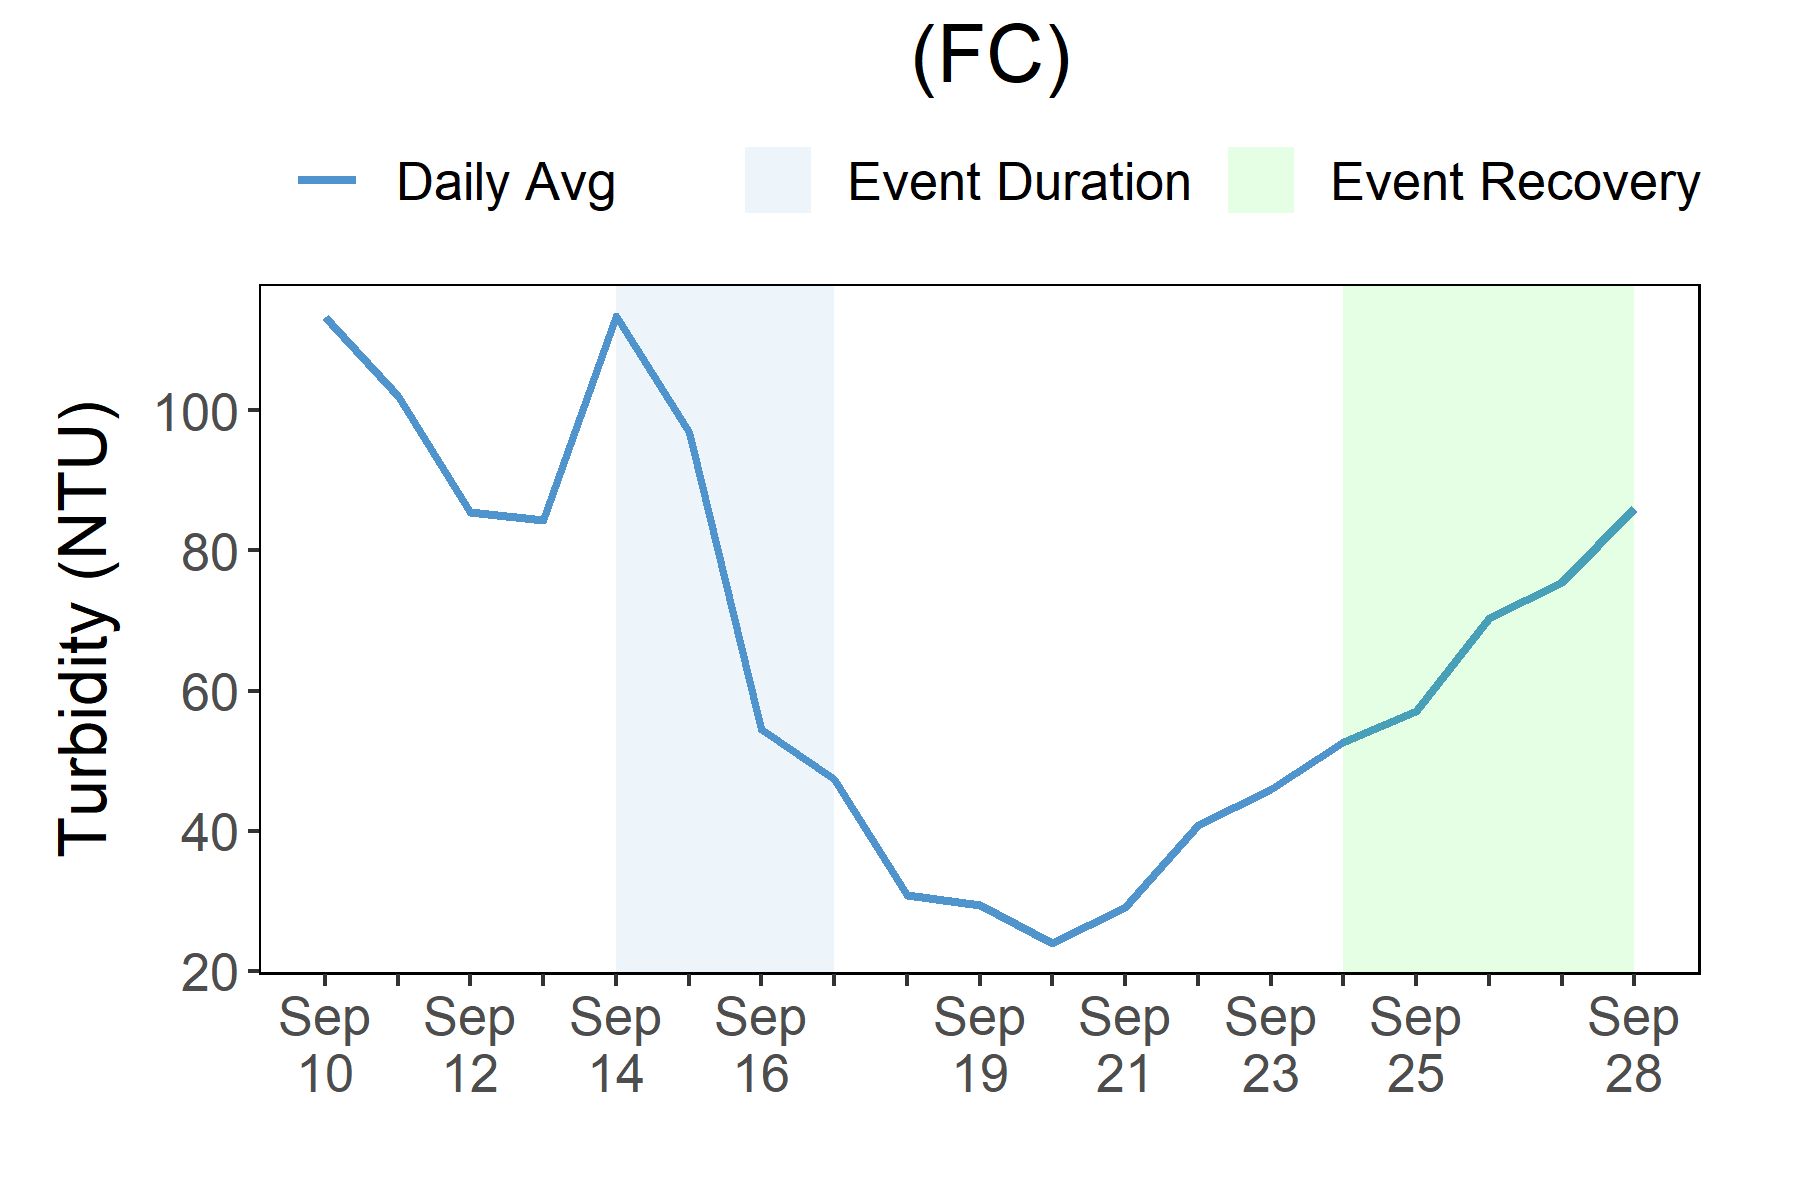 (FC)
Daily Avg Event Duration Event Recovery
Turbidity (NTU)
100
80
60
40
20
Sep Sep Sep Sep Sep Sep Sep Sep Sep
10 12 14 16 19 21 23 25 28